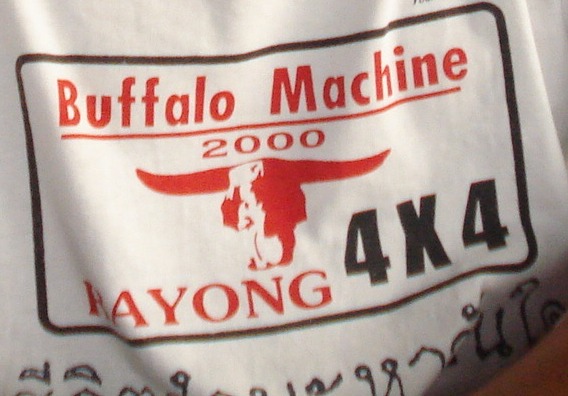 Buffalo Machine
2000
4X4
RAYONG